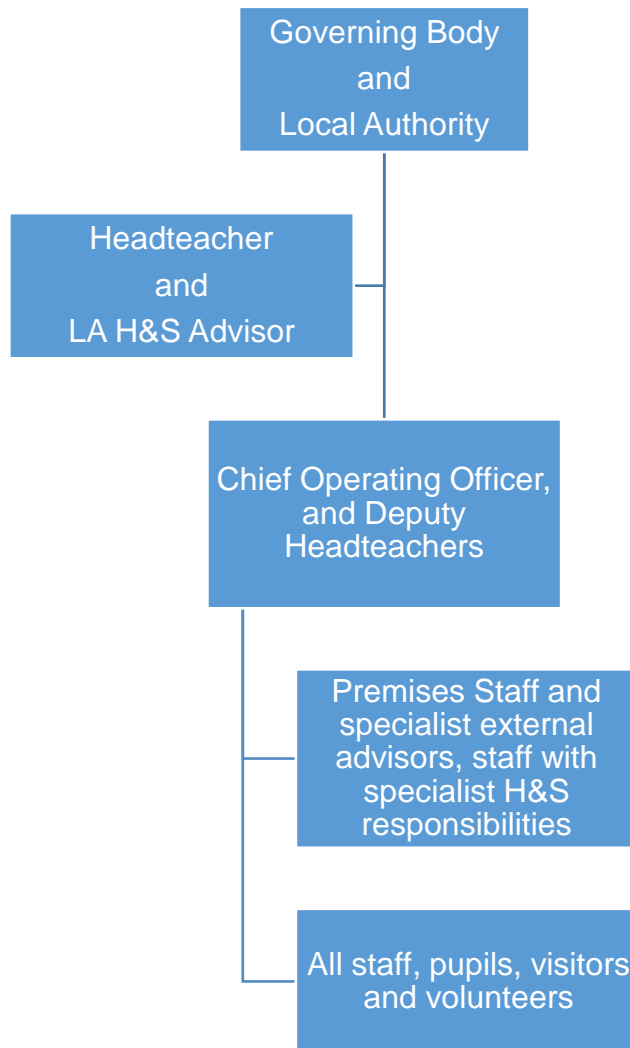 Governing Body
and
Local Authority
Headteacher
and
LA H&S Advisor
Chief Operating Officer,
and Deputy
Headteachers
Premises Staff and
specialist external
advisors, staff with
specialist H&S
responsibilities
All staff, pupils, visitors
and volunteers